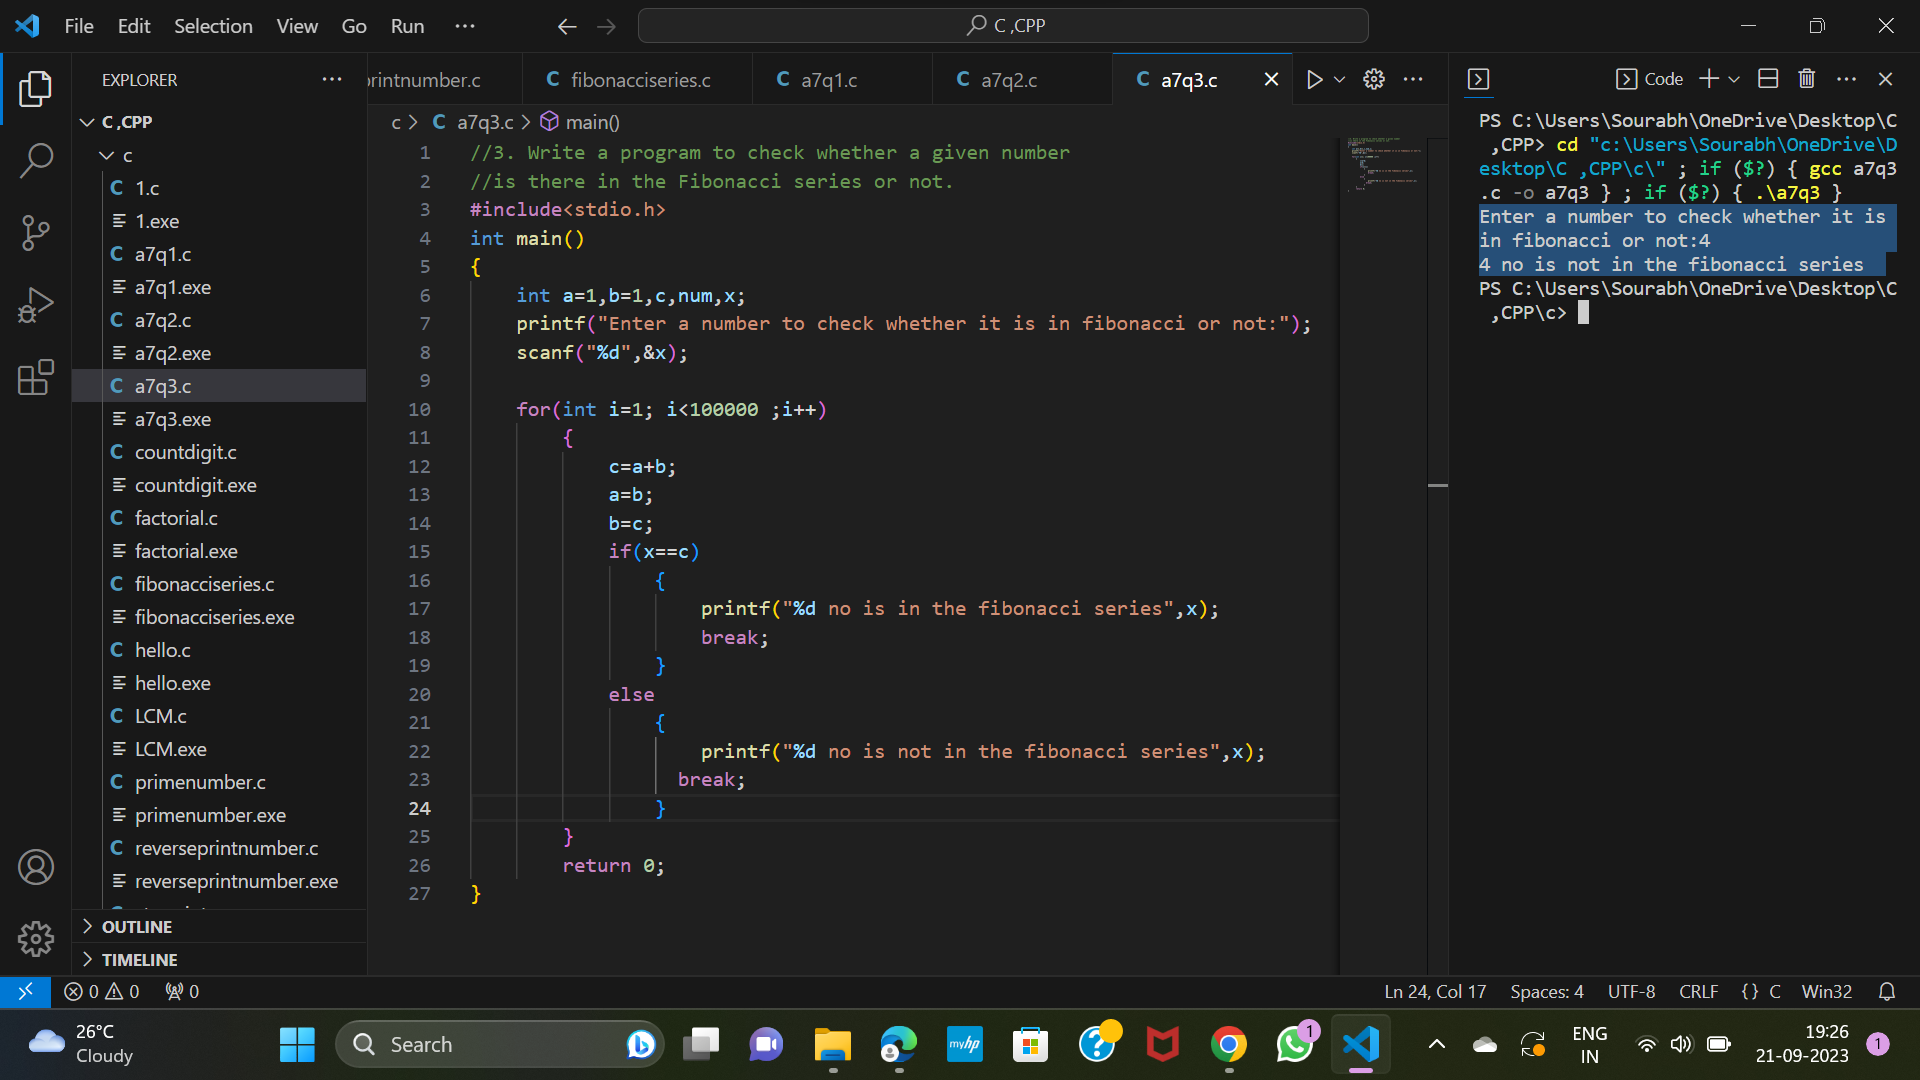 File Edit Selection View Go Run ···
C ,CPP
EXPLORER
C ,CPP
c
1.c
1.exe
a7q1.c
a7q1.exe
a7q2.c
a7q2.exe
a7q3.c
a7q3.exe
countdigit.c
countdigit.exe
factorial.c
factorial.exe
fibonacciseries.c
fibonacciseries.exe
hello.c
hello.exe
LCM.c
LCM.exe
primenumber.c
primenumber.exe
reverseprintnumber.c
reverseprintnumber.exe
OUTLINE
TIMELINE
rintnumber.c C fibonacciseries.c C a7q1.c C a7q2.c C a7q3.c
c > C a7q3.c > main()
1 //3. Write a program to check whether a given number
2 //is there in the Fibonacci series or not.
3 #include<stdio.h>
4 int main()
5 {
6 int a=1,b=1,c,num,x;
7 printf("Enter a number to check whether it is in fibonacci or not:");
8 scanf("%d",&x);
9
10 for(int i=1; i<100000 ;i++)
11 {
12 c=a+b;
13 a=b;
14 b=c;
15 if(x==c)
16 {
17 printf("%d no is in the fibonacci series",x);
18 break;
19 }
20 else
21 {
22 printf("%d no is not in the fibonacci series",x);
23 break;
24 }
25 }
26 return 0;
27 }
Code
PS C:\Users\Sourabh\OneDrive\Desktop\C
,CPP> cd "c:\Users\Sourabh\OneDrive\D
esktop\C ,CPP\c\" ; if ($?) { gcc a7q3
.c -o a7q3 } ; if ($?) { .\a7q3 }
Enter a number to check whether it is
in fibonacci or not:4
4 no is not in the fibonacci series
PS C:\Users\Sourabh\OneDrive\Desktop\C
,CPP\c>
0 0 0
Ln 24, Col 17 Spaces: 4 UTF-8 CRLF {} C Win32
26°C
Cloudy
Search
myhp
1
ENG
IN
19:26
21-09-2023
1